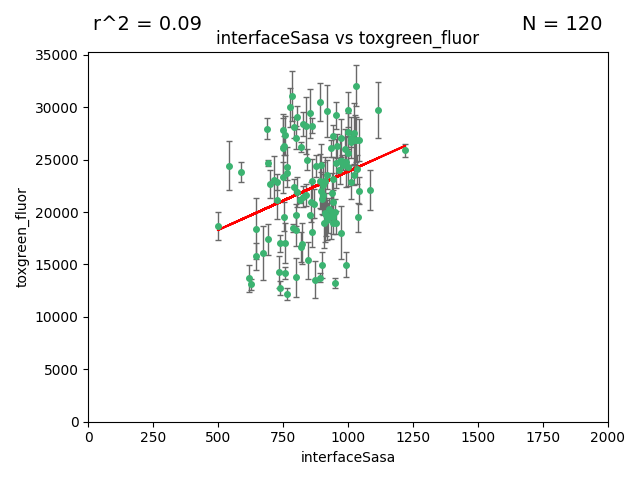 r^2 = 0.09 N = 120
interfaceSasa vs toxgreen_fluor
35000
30000
25000
20000
15000
10000
5000
0
toxgreen_fluor
0 250 500 750 1000 1250 1500 1750 2000
interfaceSasa